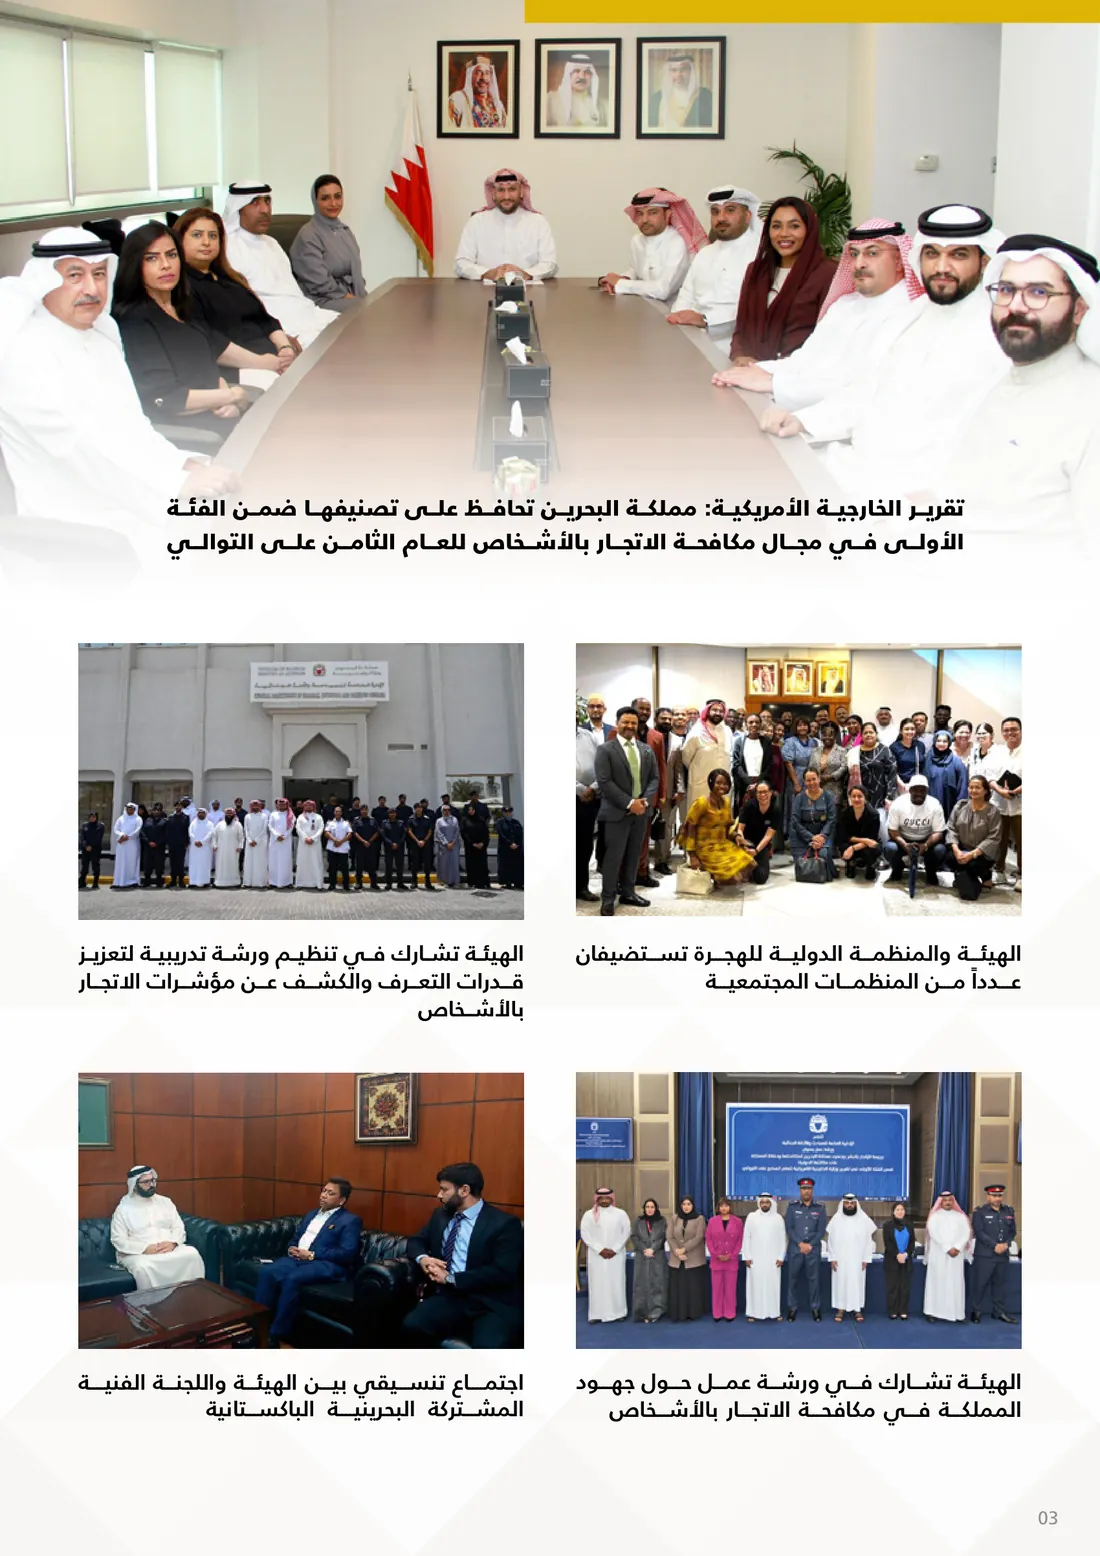 تقرير الخارجية الأمريكية: مملكة البحرين تحافظ على تصنيفها ضمن الفئة
الأولى في مجال مكافحة الاتجار بالأشخاص للعام الثامن على التوالي
الهيئة والمنظمة الدولية للهجرة تستضيفان
عدداً من المنظمات المجتمعية
الهيئة تشارك في تنظيم ورشة تدريبية لتعزيز
قدرات التعرف والكشف عن مؤشرات الاتجار
بالأشخاص
GUCCI
الهيئة تشارك في ورشة عمل حول جهود
المملكة في مكافحة الاتجار بالأشخاص
اجتماع تنسيقي بين الهيئة واللجنة الفنية
المشتركة البحرينية الباكستانية
03